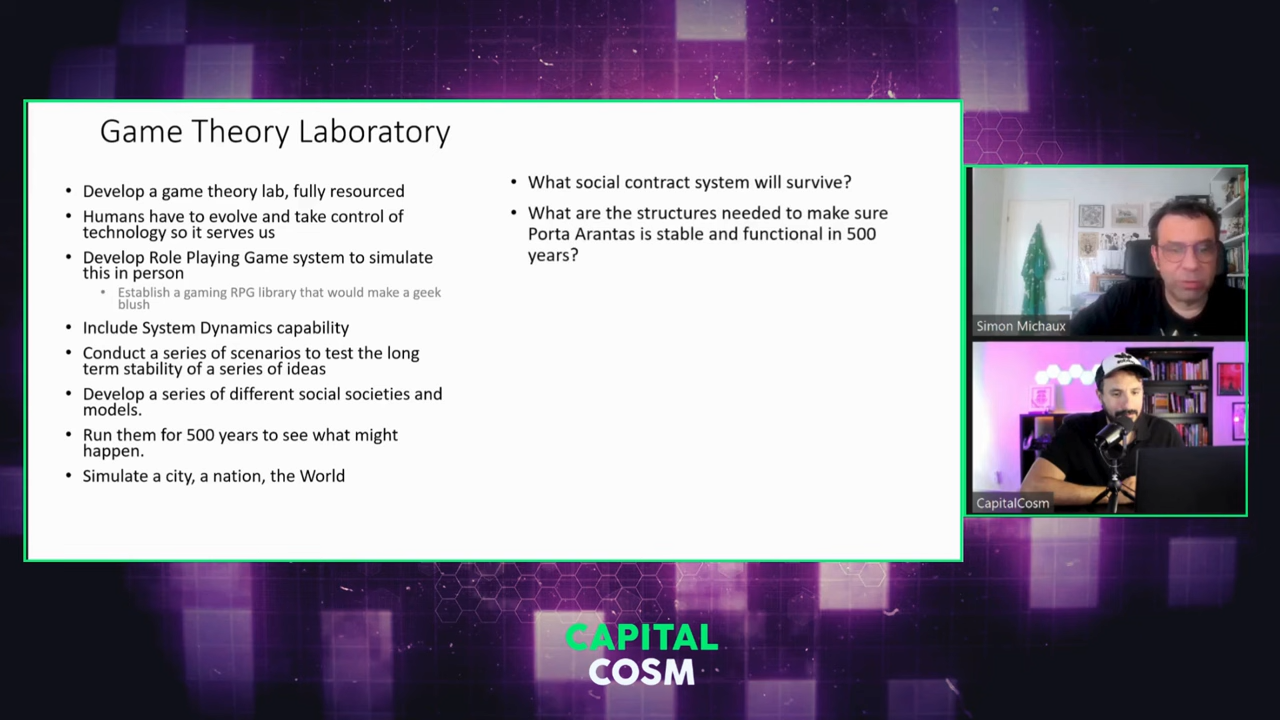 Game Theory Laboratory
• Develop a game theory lab, fully resourced
• Humans have to evolve and take control of
technology so it serves us
• Develop Role Playing Game system to simulate
this in person
• Establish a gaming RPG library that would make a geek
blush
• Include System Dynamics capability
• Conduct a series of scenarios to test the long
term stability of a series of ideas
• Develop a series of different social societies and
models.
• Run them for 500 years to see what might
happen.
• Simulate a city, a nation, the World
• What social contract system will survive?
• What are the structures needed to make sure
Porta Arantas is stable and functional in 500
years?
Simon Michaux
CapitalCosm
CAPITAL
COSM